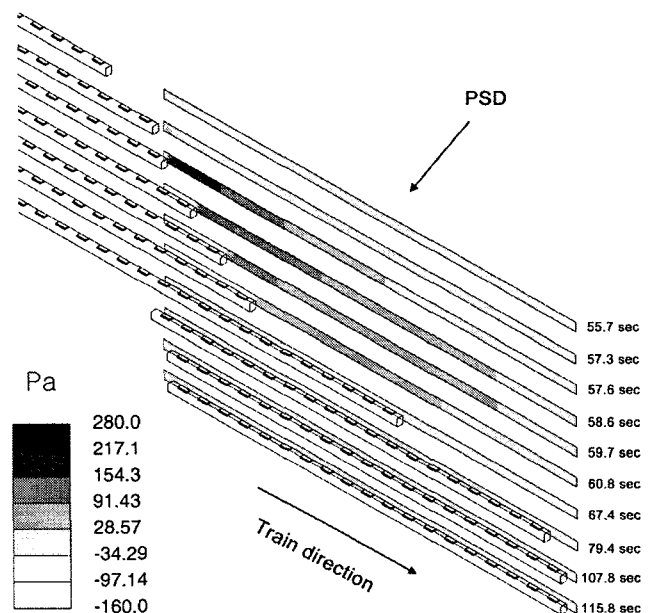 PSD
55.7 sec
57.3 sec
57.6 sec
58.6 sec
59.7 sec
60.8 sec
67.4 sec
79.4 sec
107.8 sec
115.8 sec
Pa
280.0
217.1
154.3
91.43
28.57
-34.29
-97.14
-160.0
Train direction